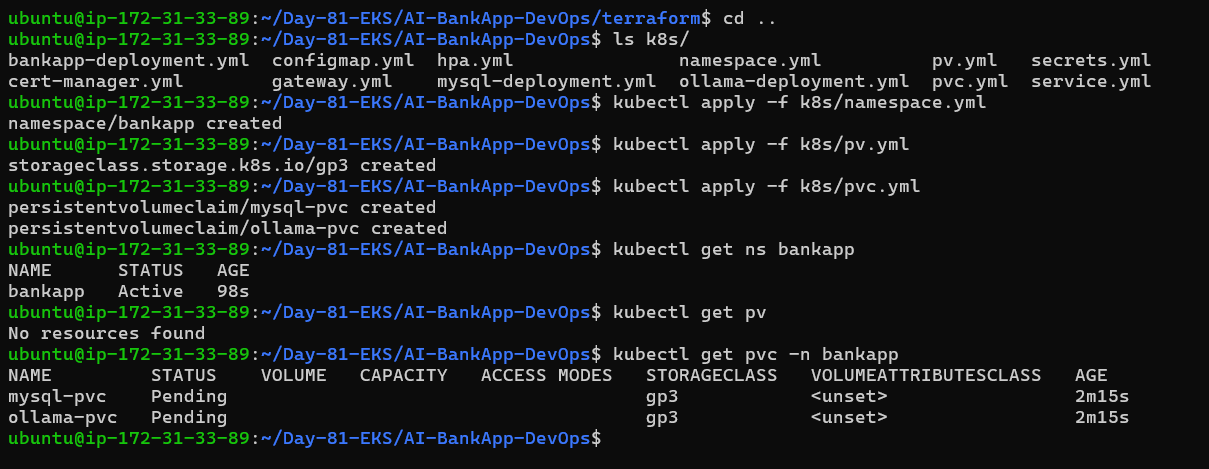 ubuntu@ip-172-31-33-89:~/Day-81-EKS/AI-BankApp-DevOps/terraform$ cd ..
ubuntu@ip-172-31-33-89:~/Day-81-EKS/AI-BankApp-DevOps$ ls k8s/
bankapp-deployment.yml  configmap.yml  hpa.yml               namespace.yml          pv.yml   secrets.yml
cert-manager.yml        gateway.yml    mysql-deployment.yml  ollama-deployment.yml  pvc.yml  service.yml
ubuntu@ip-172-31-33-89:~/Day-81-EKS/AI-BankApp-DevOps$ kubectl apply -f k8s/namespace.yml
namespace/bankapp created
ubuntu@ip-172-31-33-89:~/Day-81-EKS/AI-BankApp-DevOps$ kubectl apply -f k8s/pv.yml
storageclass.storage.k8s.io/gp3 created
ubuntu@ip-172-31-33-89:~/Day-81-EKS/AI-BankApp-DevOps$ kubectl apply -f k8s/pvc.yml
persistentvolumeclaim/mysql-pvc created
persistentvolumeclaim/ollama-pvc created
ubuntu@ip-172-31-33-89:~/Day-81-EKS/AI-BankApp-DevOps$ kubectl get ns bankapp
NAME      STATUS   AGE
bankapp   Active   98s
ubuntu@ip-172-31-33-89:~/Day-81-EKS/AI-BankApp-DevOps$ kubectl get pv
No resources found
ubuntu@ip-172-31-33-89:~/Day-81-EKS/AI-BankApp-DevOps$ kubectl get pvc -n bankapp
NAME         STATUS    VOLUME   CAPACITY   ACCESS MODES   STORAGECLASS   VOLUMEATTRIBUTESCLASS   AGE
mysql-pvc    Pending                                      gp3            <unset>                 2m15s
ollama-pvc   Pending                                      gp3            <unset>                 2m15s
ubuntu@ip-172-31-33-89:~/Day-81-EKS/AI-BankApp-DevOps$